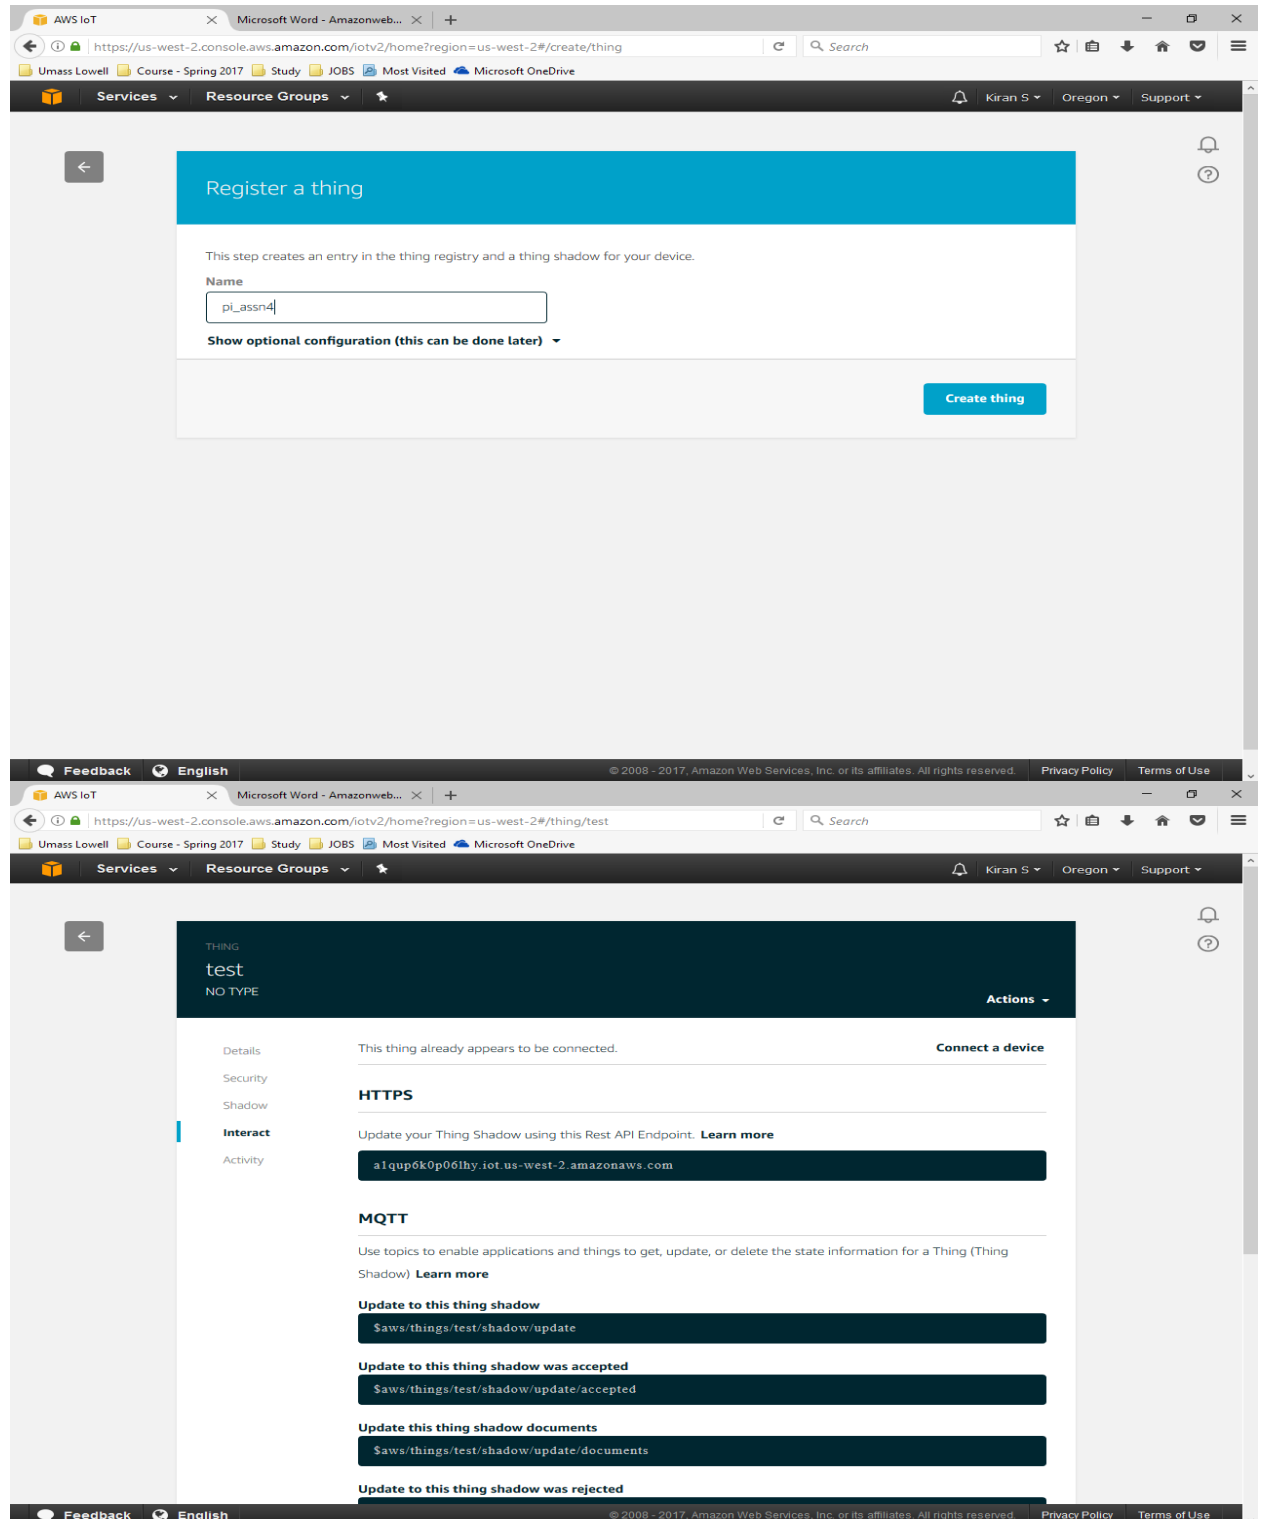 AWS IoT
Microsoft Word - Amazonweb...
https://us-west-2.console.aws.amazon.com/iotv2/home?region=us-west-2#/create/thing
Search
Umass Lowell Course - Spring 2017 Study JOBS Most Visited Microsoft OneDrive
Services Resource Groups Kiran S Oregon Support
Register a thing
This step creates an entry in the thing registry and a thing shadow for your device.
Name
pi_assn4
Show optional configuration (this can be done later)
Create thing
Feedback English © 2008 - 2017, Amazon Web Services, Inc. or its affiliates. All rights reserved. Privacy Policy Terms of Use
AWS IoT
Microsoft Word - Amazonweb...
https://us-west-2.console.aws.amazon.com/iotv2/home?region=us-west-2#/thing/test
Search
Umass Lowell Course - Spring 2017 Study JOBS Most Visited Microsoft OneDrive
Services Resource Groups Kiran S Oregon Support
THING
test
NO TYPE
Actions
Details
Security
Shadow
Interact
Activity
This thing already appears to be connected.
Connect a device
HTTPS
Update your Thing Shadow using this Rest API Endpoint. Learn more
a1qup6k0p06lhy.iot.us-west-2.amazonaws.com
MQTT
Use topics to enable applications and things to get, update, or delete the state information for a Thing (Thing
Shadow) Learn more
Update to this thing shadow
$aws/things/test/shadow/update
Update to this thing shadow was accepted
$aws/things/test/shadow/update/accepted
Update this thing shadow documents
$aws/things/test/shadow/update/documents
Update to this thing shadow was rejected
Feedback English © 2008 - 2017, Amazon Web Services, Inc. or its affiliates. All rights reserved. Privacy Policy Terms of Use